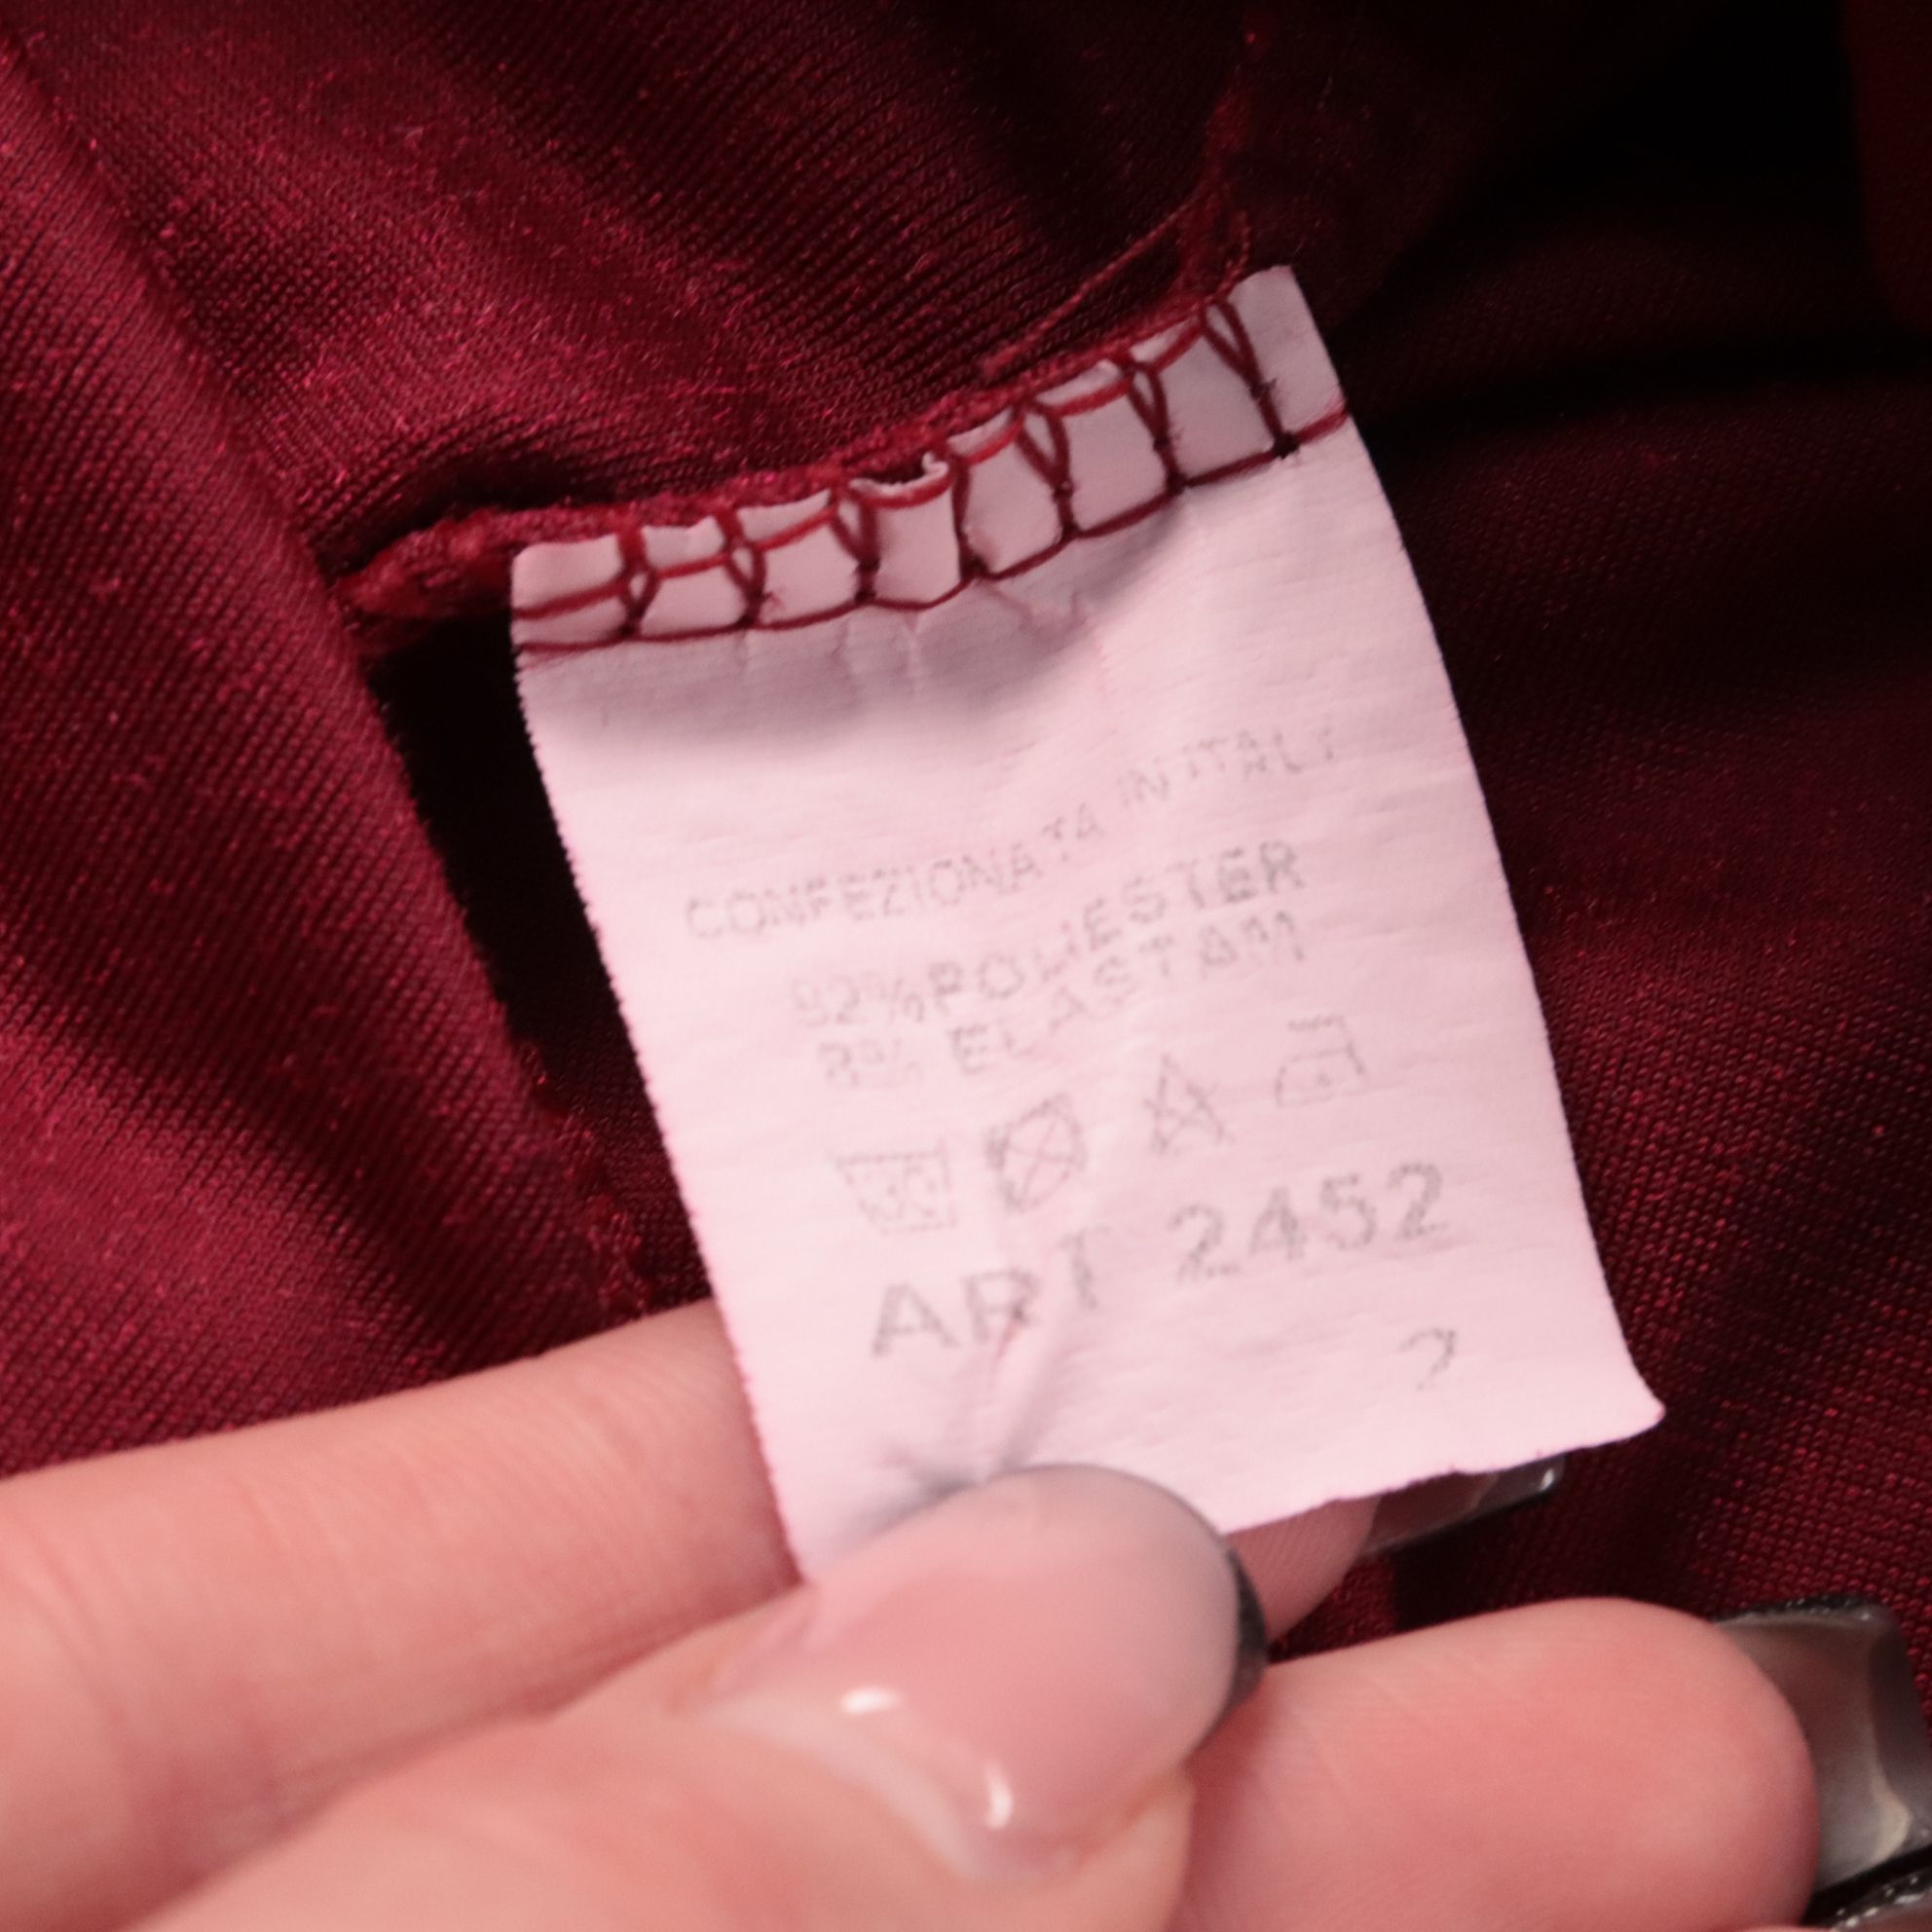 CONFEZIONATA IN ITALY
92% POLIESTER
8% ELASTAM
ART 2452
2